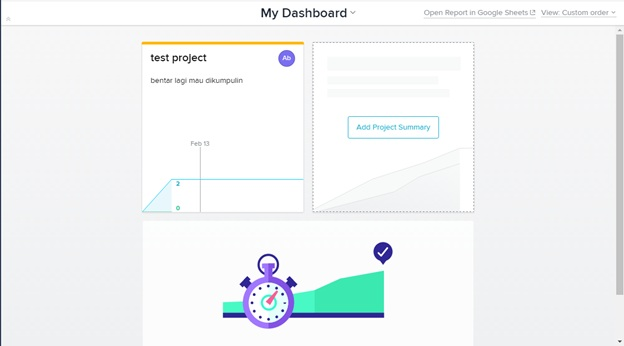 My Dashboard
Open Report in Google Sheets
View: Custom order
test project
Ab
bentar lagi mau dikumpulin
Feb 13
2
0
Add Project Summary